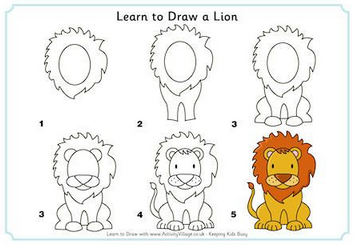 Learn to Draw a Lion
1 2 3
3 4 5
Learn to Draw with www.ActivityVillage.co.uk - Keeping Kids Busy